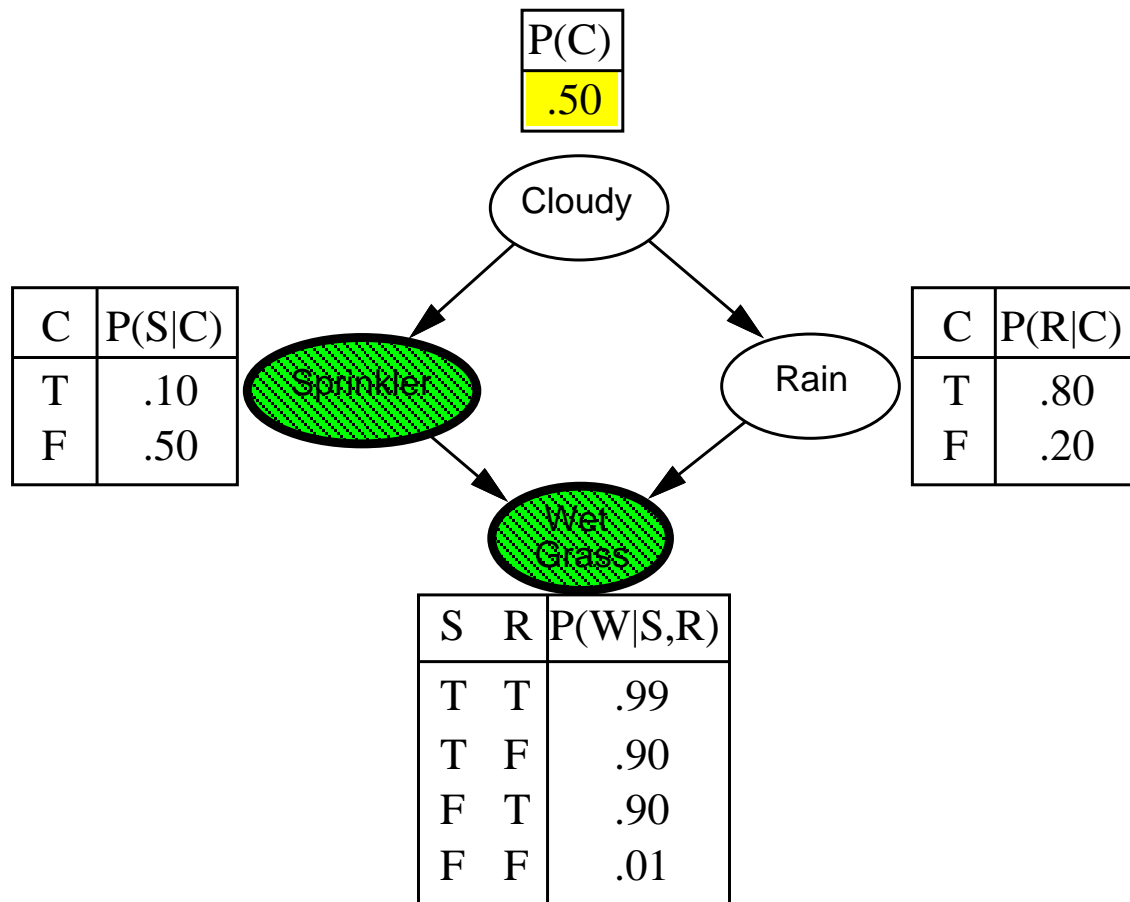 P(C)
.50
Cloudy
C P(S|C)
T .10
F .50
Sprinkler
Rain
C P(R|C)
T .80
F .20
Wet
Grass
S R P(W|S,R)
T T .99
T F .90
F T .90
F F .01